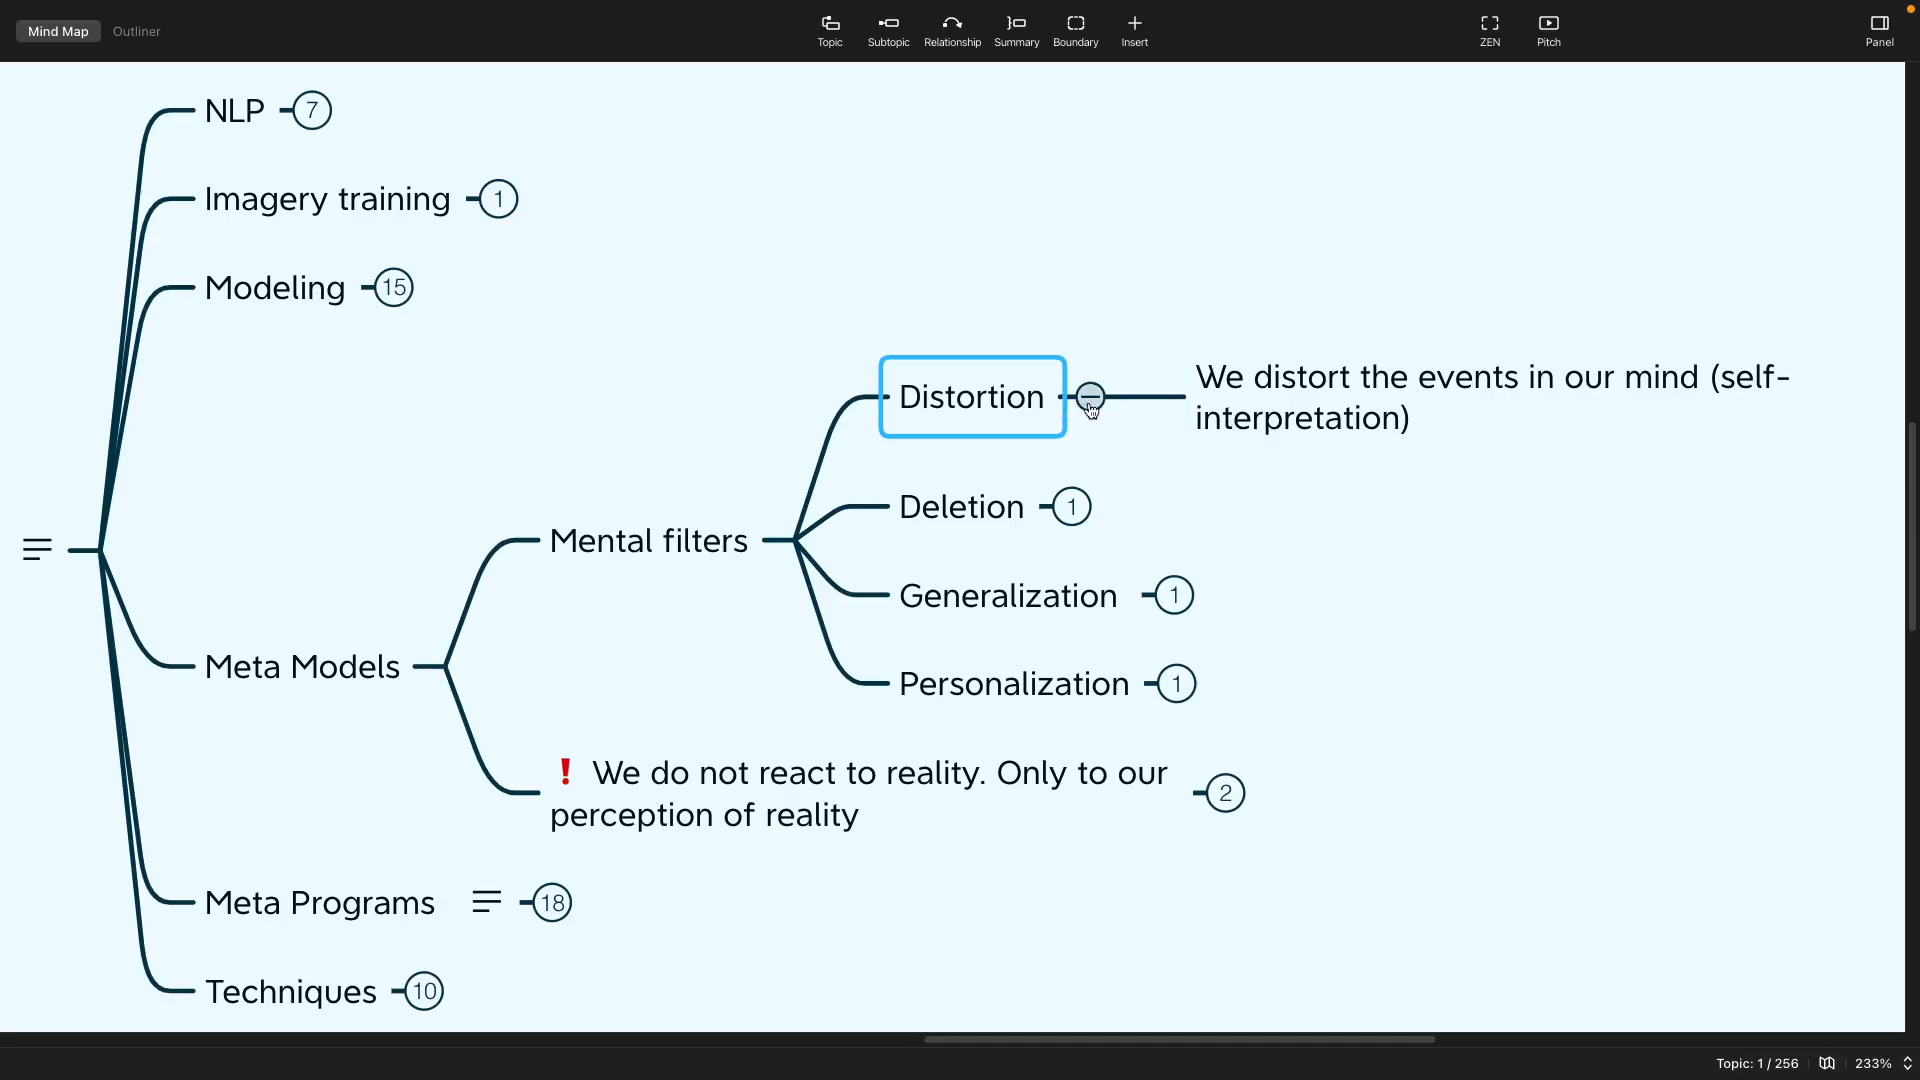 Mind Map
Outliner
Topic
Subtopic
Relationship
Summary
Boundary
Insert
ZEN
Pitch
Panel
NLP 7
Imagery training 1
Modeling 15
Distortion
We distort the events in our mind (self-
interpretation)
Deletion 1
Mental filters
Generalization 1
Meta Models
Personalization 1
! We do not react to reality. Only to our
perception of reality
2
Meta Programs 18
Techniques 10
Topic: 1 / 256
233%